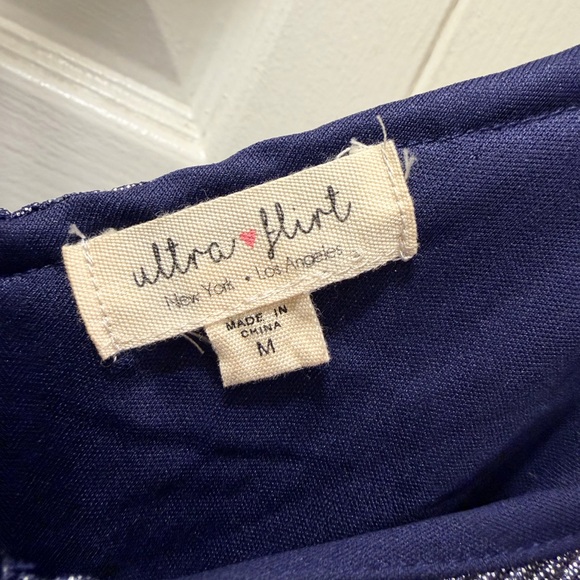 ultra ♥ flirt
New York • Los Angeles
MADE IN
CHINA
M